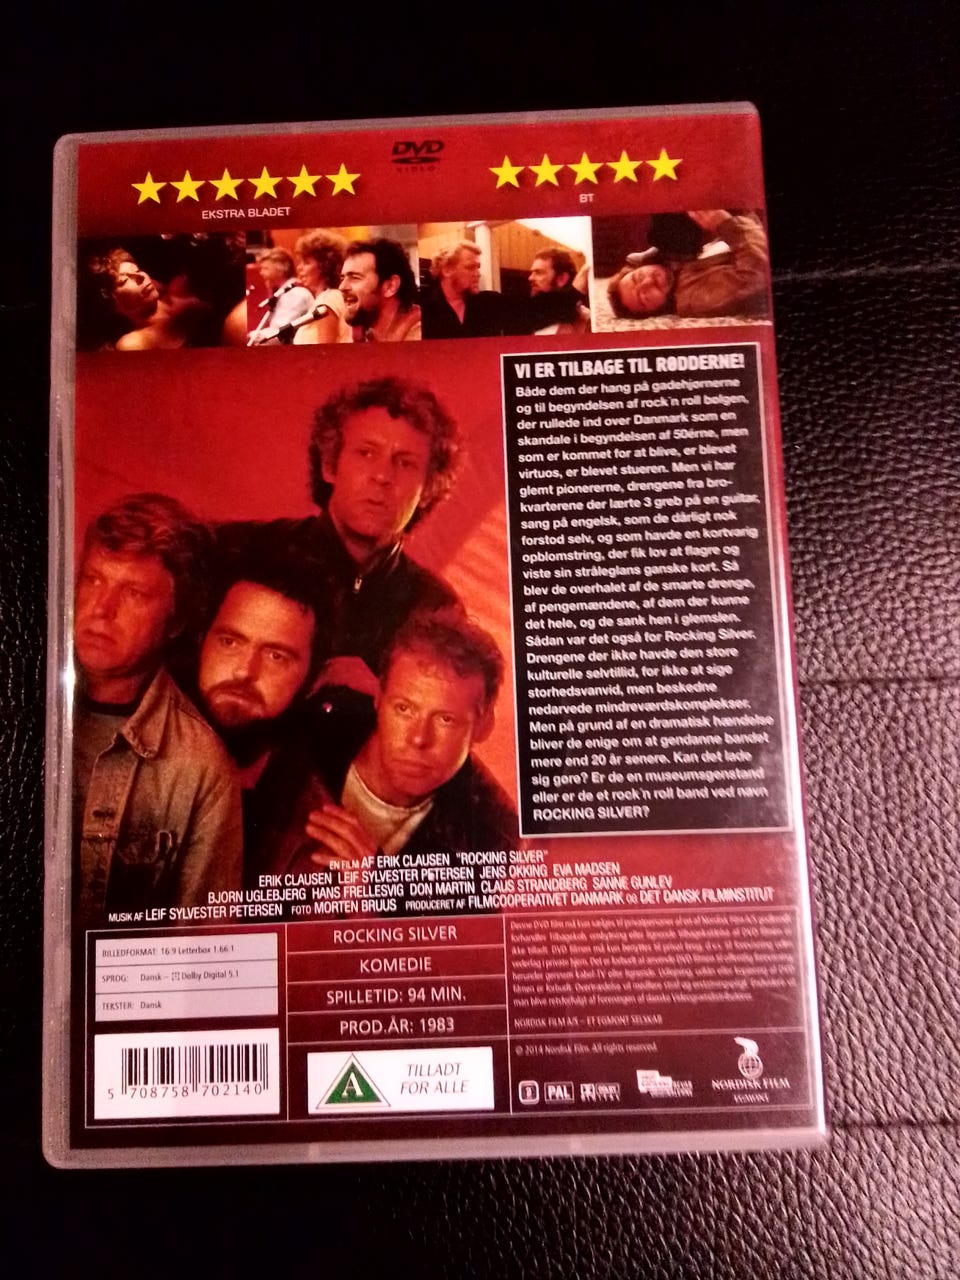 DVD
VIDEO
EKSTRA BLADET
BT
VI ER TILBAGE TIL RØDDERNE!
Både dem der hang på gadehjørnerne
og til begyndelsen af rock'n roll bølgen,
der rullede ind over Danmark som en
skandale i begyndelsen af 50érne, men
som er kommet for at blive, er blevet
virtuos, er blevet stueren. Men vi har
glemt pionererne, drengene fra bro-
kvarterene der lærte 3 greb på en guitar,
sang på engelsk, som de dårligt nok
forstod selv, og som havde en kortvarig
opblomstring, der fik lov at flagre og
viste sin stråleglans ganske kort. Så
blev de overhalet af de smarte drenge,
af pengemændene, af dem der kunne
det hele, og de sank hen i glemslen.
Sådan var det også for Rocking Silver.
Drengene der ikke havde den store
kulturelle selvtillid, for ikke at sige
storhedsvanvid, men beskedne
nedarvede mindreværdskomplekser.
Men på grund af en dramatisk hændelse
bliver de enige om at gendanne bandet
mere end 20 år senere. Kan det lade
sig gøre? Er de en museumsgenstand
eller er de et rock'n roll band ved navn
ROCKING SILVER?
EN FILM AF ERIK CLAUSEN "ROCKING SILVER"
ERIK CLAUSEN LEIF SYLVESTER PETERSEN JENS OKKING EVA MADSEN
BJØRN UGLEBJERG HANS FRELLESVIG DON MARTIN CLAUS STRANDBERG SANNE GUNLEV
MUSIK AF LEIF SYLVESTER PETERSEN FOTO MORTEN BRUUS PRODUCERET AF FILMCOOPERATIVET DANMARK OG DET DANSK FILMINSTITUT
BILLEDFORMAT: 16:9 Letterbox 1.66:1
SPROG: Dansk – Dolby Digital 5.1
TEKSTER: Dansk
ROCKING SILVER
KOMEDIE
SPILLETID: 94 MIN.
PROD.ÅR: 1983
5 708758 702140
A
TILLADT
FOR ALLE
NORDISK FILM A/S – ET EGMONT SELSKAB
© 2014 Nordisk Film. All rights reserved.
2
PAL
DOLBY
NORDISK FILM
EGMONT